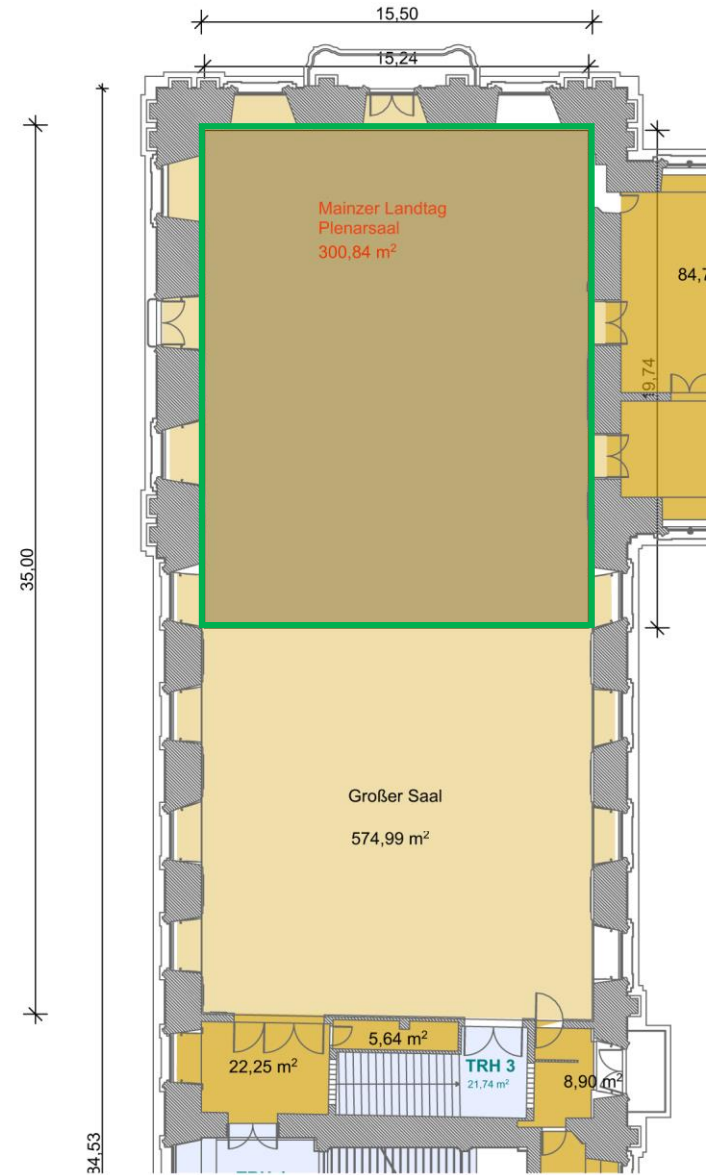 15,50
15,24
Mainzer Landtag
Plenarsaal
300,84 m²
84,7
19,74
35,00
Großer Saal
574,99 m²
22,25 m²
5,64 m²
TRH 3
21,74 m²
8,90 m²
34,53